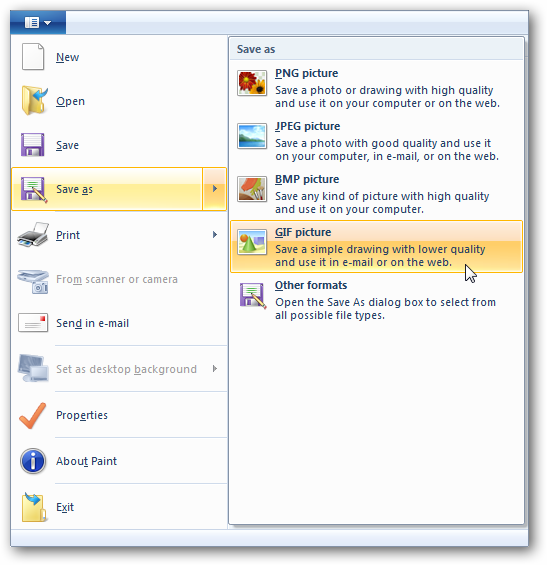 New
Open
Save
Save as
Print
From scanner or camera
Send in e-mail
Set as desktop background
Properties
About Paint
Exit
Save as
PNG picture
Save a photo or drawing with high quality
and use it on your computer or on the web.
JPEG picture
Save a photo with good quality and use it
on your computer, in e-mail, or on the web.
BMP picture
Save any kind of picture with high quality
and use it on your computer.
GIF picture
Save a simple drawing with lower quality
and use it in e-mail or on the web.
Other formats
Open the Save As dialog box to select from
all possible file types.